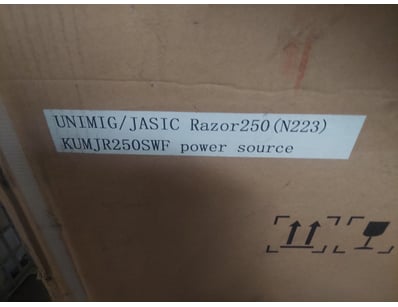 UNIMIG/JASIC Razor250(N223)
KUMJR250SWF power source